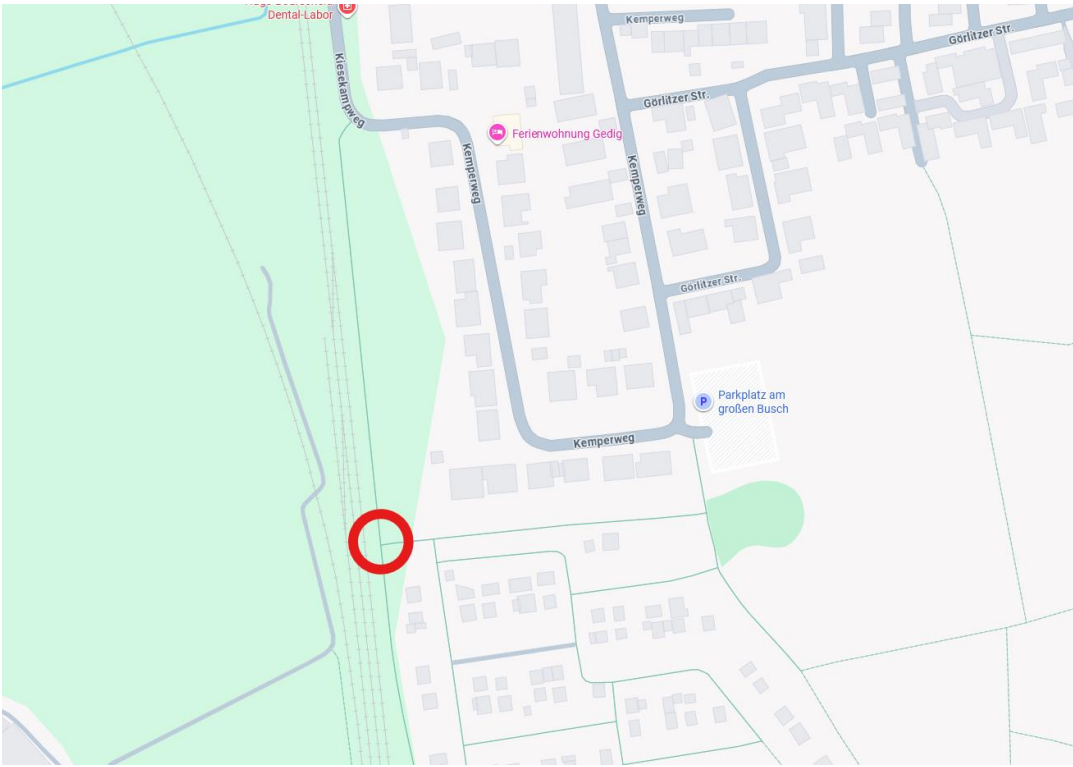 Dental-Labor
Kemperweg
Görlitzer Str.
Kiesekampweg
Görlitzer Str.
Ferienwohnung Gedig
Kemperweg
Kemperweg
Görlitzer Str.
P
Parkplatz am
großen Busch
Kemperweg